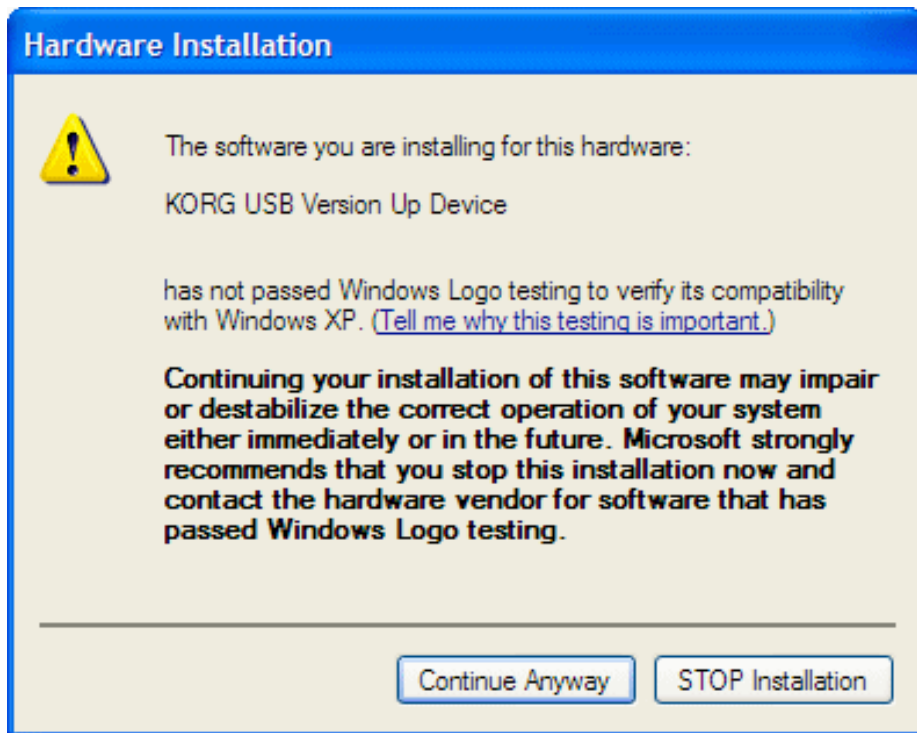 Hardware Installation
The software you are installing for this hardware:
KORG USB Version Up Device
has not passed Windows Logo testing to verify its compatibility
with Windows XP. (Tell me why this testing is important.)
Continuing your installation of this software may impair
or destabilize the correct operation of your system
either immediately or in the future. Microsoft strongly
recommends that you stop this installation now and
contact the hardware vendor for software that has
passed Windows Logo testing.
Continue Anyway
STOP Installation